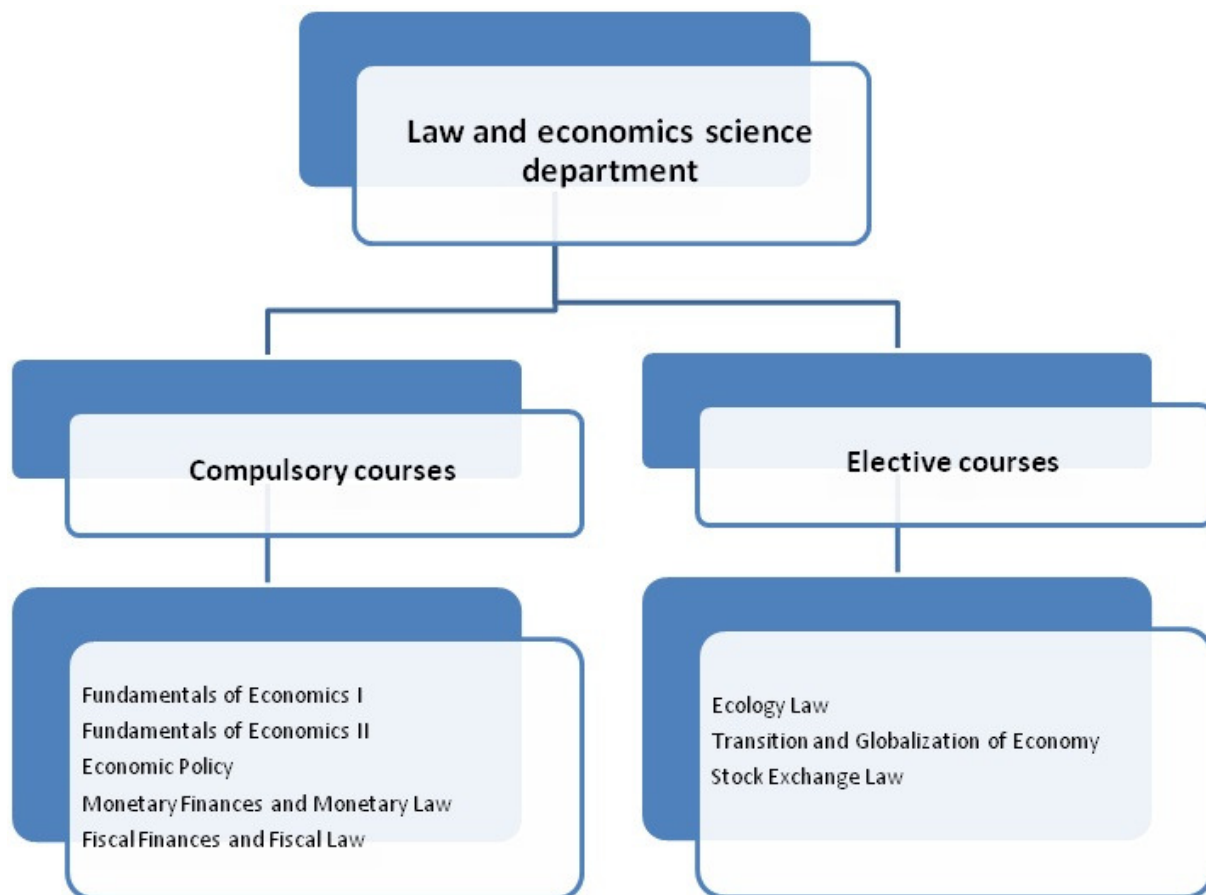 Law and economics science
department
Compulsory courses
Elective courses
Fundamentals of Economics I
Fundamentals of Economics II
Economic Policy
Monetary Finances and Monetary Law
Fiscal Finances and Fiscal Law
Ecology Law
Transition and Globalization of Economy
Stock Exchange Law